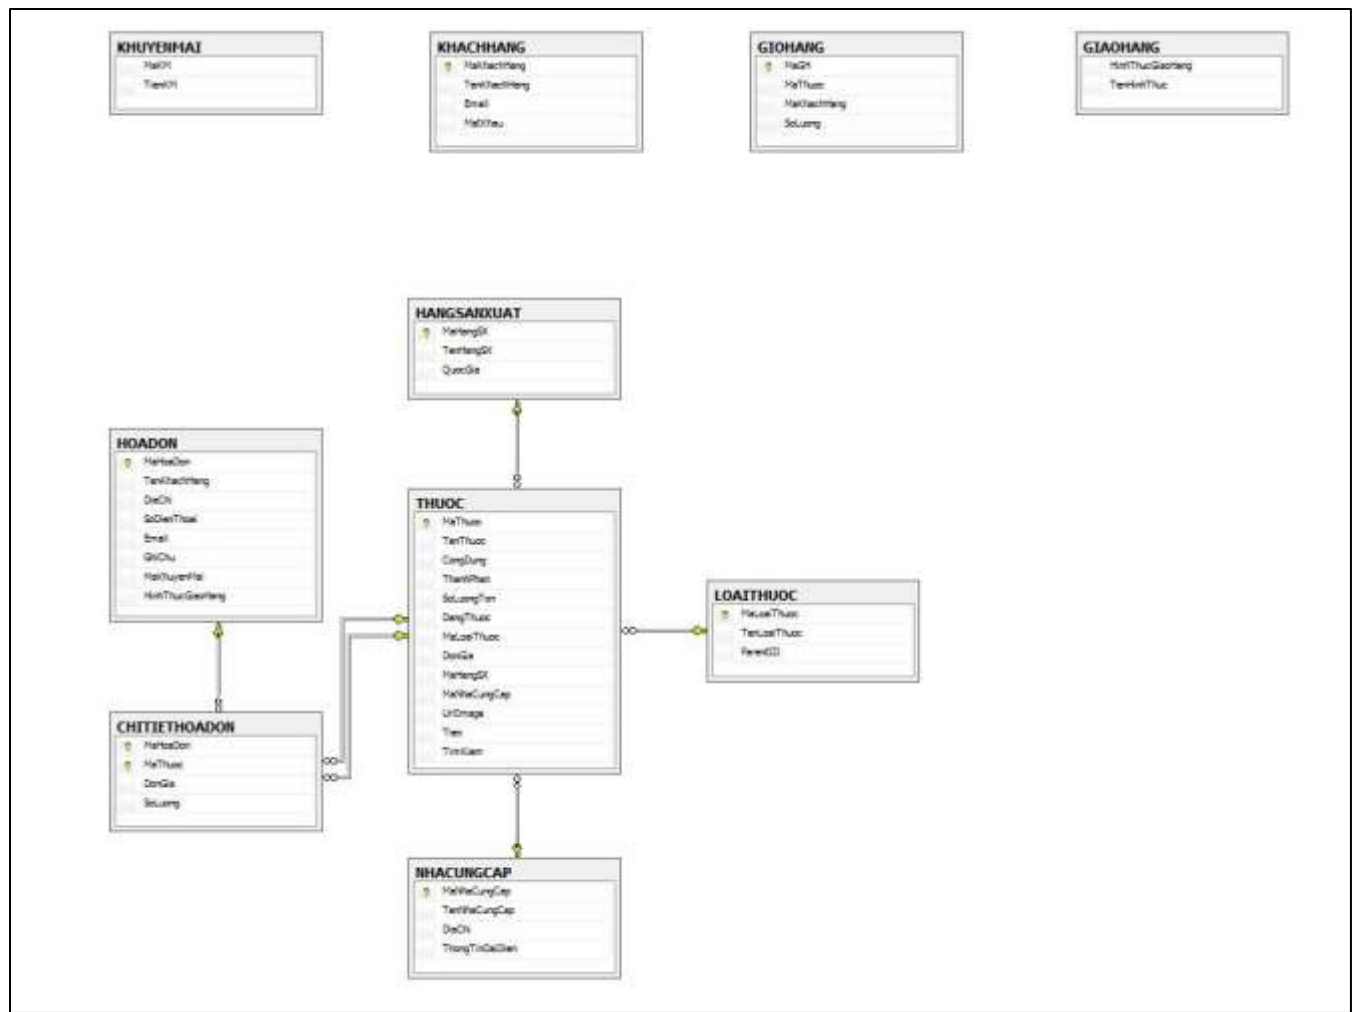 KHUYENMAI
MaKM
TienKM
KHACHHANG
MaKhachHang
TenKhachHang
Email
MatKhau
GIOHANG
MaGH
MaThuoc
MaKhachHang
SoLuong
GIAOHANG
HinhThucGiaoHang
TenHinhThuc
HANGSANXUAT
MaHangSX
TenHangSX
QuocGia
HOADON
MaHoaDon
TenKhachHang
DiaChi
SoDienThoai
Email
GhiChu
MaKhuyenMai
HinhThucGiaoHang
THUOC
MaThuoc
TenThuoc
CongDung
ThanhPhan
SoLuongTon
DangThuoc
MaLoaiThuoc
DonGia
MaHangSX
MaNhaCungCap
UrlImage
TimKiem
LOAITHUOC
MaLoaiThuoc
TenLoaiThuoc
ParentID
CHITIETHOADON
MaHoaDon
MaThuoc
DonGia
SoLuong
NHACUNGCAP
MaNhaCungCap
TenNhaCungCap
DiaChi
ThongTinDaiDien